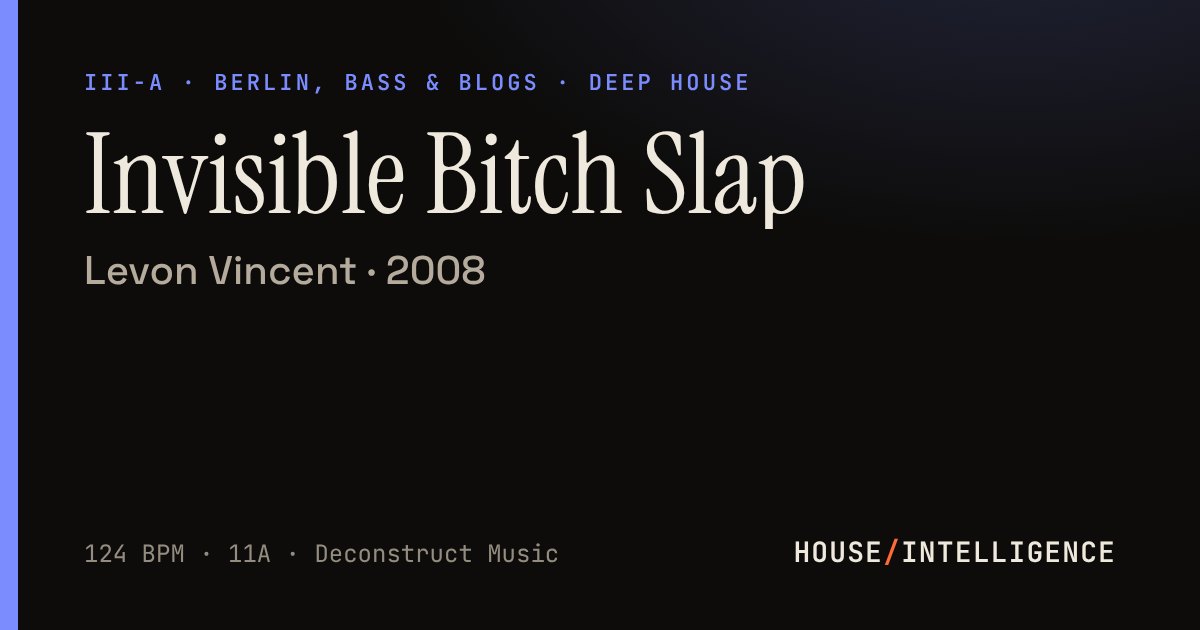 III-A · BERLIN, BASS & BLOGS · DEEP HOUSE
Invisible Bitch Slap
Levon Vincent · 2008
124 BPM · 11A · Deconstruct Music
HOUSE/INTELLIGENCE